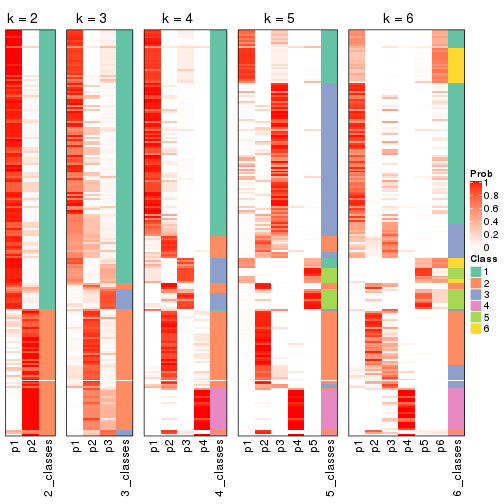 k = 2
k = 3
k = 4
k = 5
k = 6
p1
p2
2_classes
p1
p2
p3
3_classes
p1
p2
p3
p4
4_classes
p1
p2
p3
p4
p5
5_classes
p1
p2
p3
p4
p5
p6
6_classes
Prob
1
0.8
0.6
0.4
0.2
0
Class
1
2
3
4
5
6